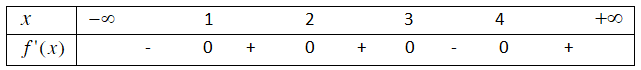 x −∞ 1 2 3 4 +∞
f'(x) - 0 + 0 + 0 - 0 +